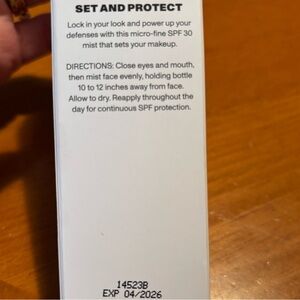 SET AND PROTECT
Lock in your look and power up your
defenses with this micro-fine SPF 30
mist that sets your makeup.
DIRECTIONS: Close eyes and mouth,
then mist face evenly, holding bottle
10 to 12 inches away from face.
Allow to dry. Reapply throughout the
day for continuous SPF protection.
14523B
EXP 04/2026